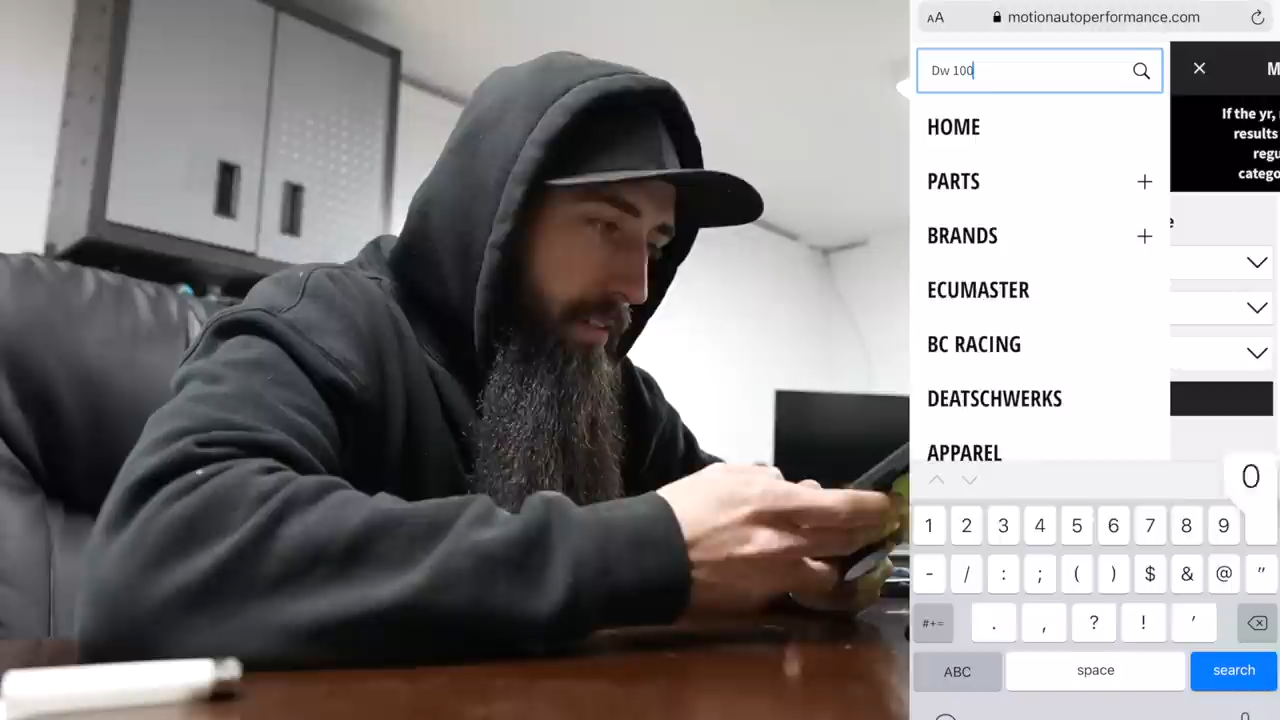 AA motionautoperformance.com
Dw 100
HOME
PARTS
BRANDS
ECUMASTER
BC RACING
DEATSCHWERKS
APPAREL
If the yr,
results
regu
catego
e
M
0
1 2 3 4 5 6 7 8 9
- / : ; ( ) $ & @ "
#+= . , ? ! '
ABC space search